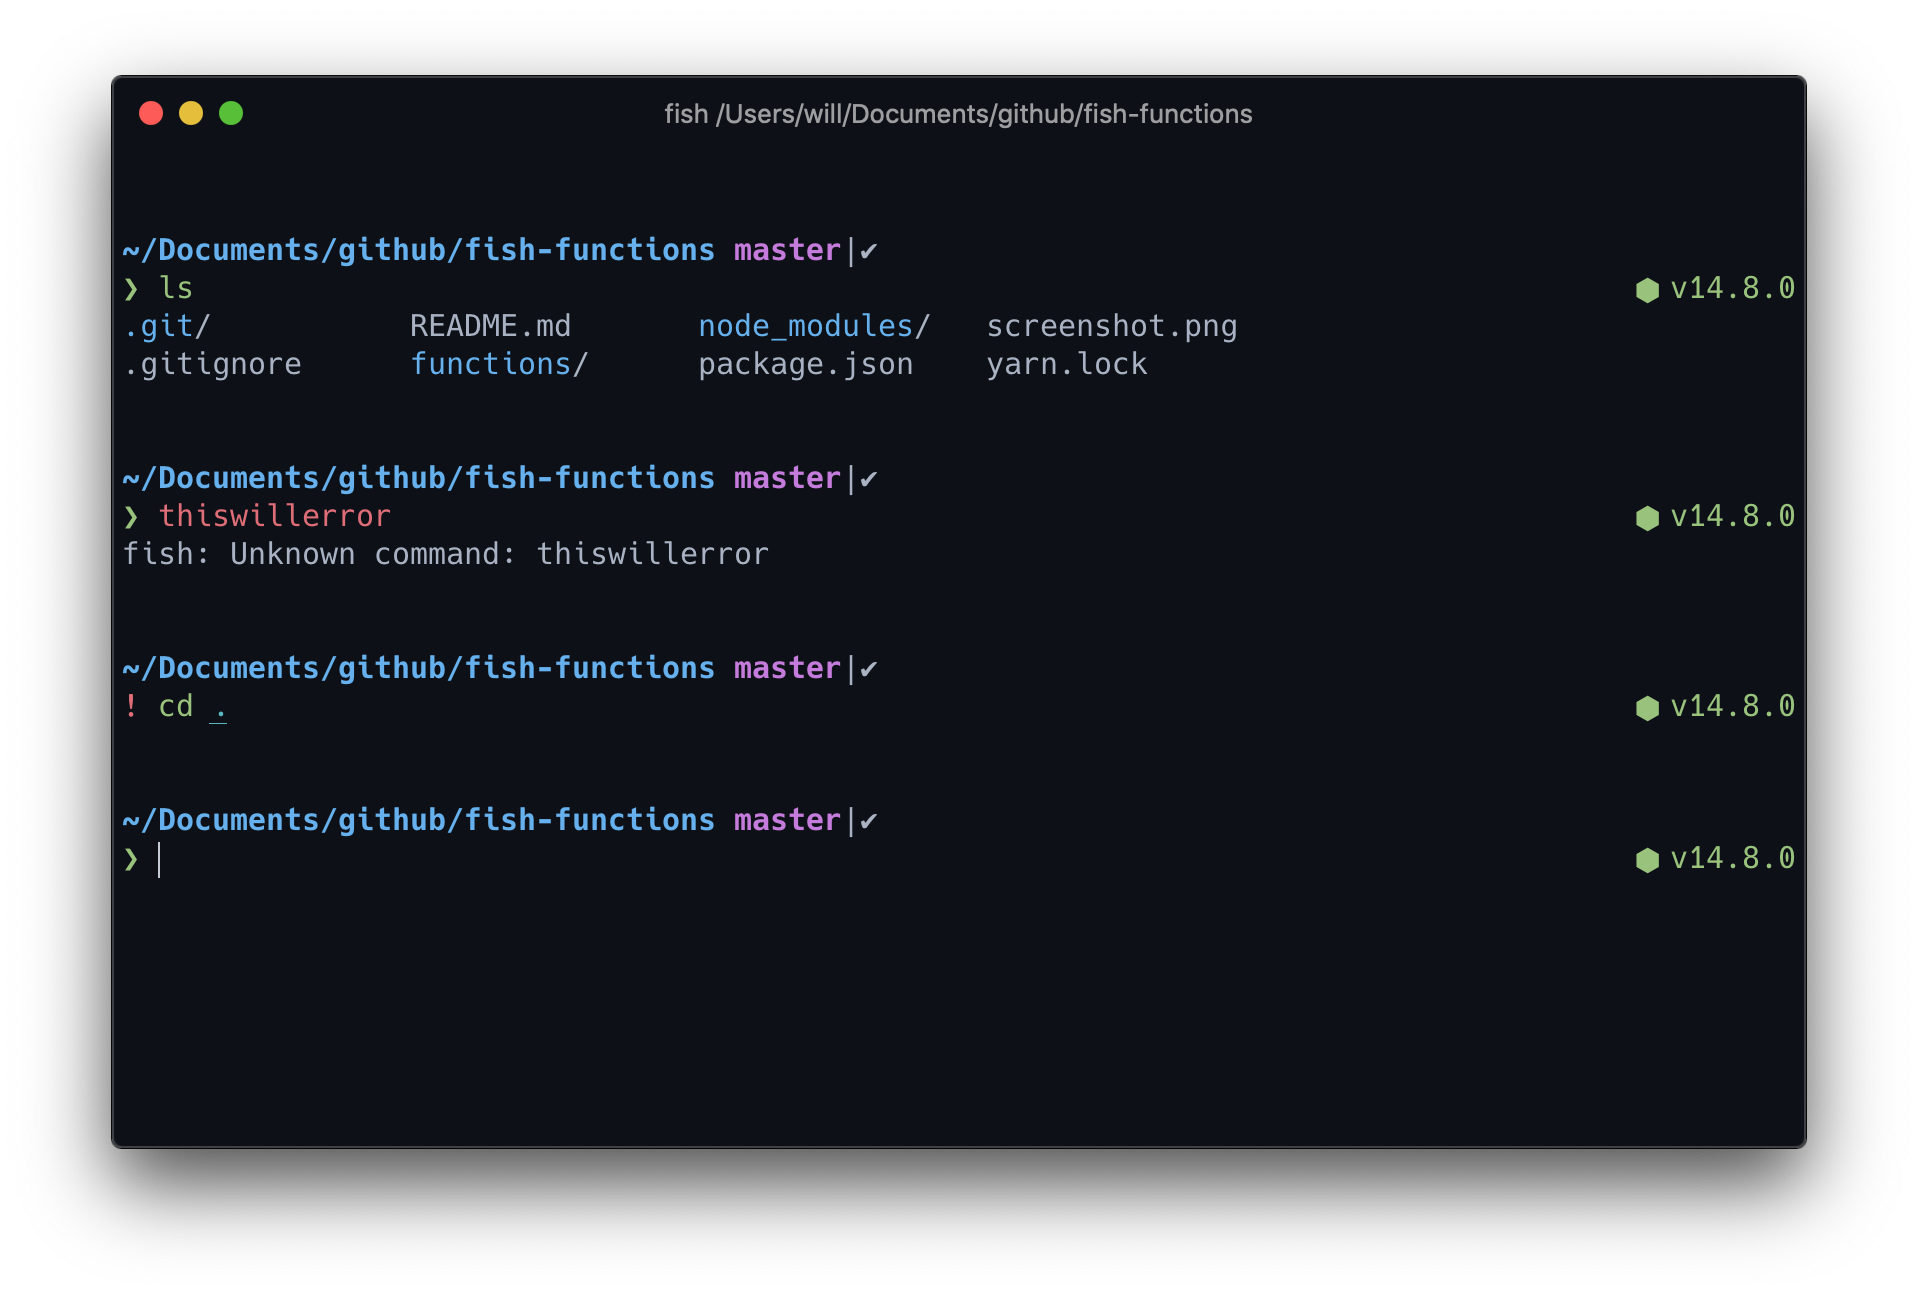 fish /Users/will/Documents/github/fish-functions
~/Documents/github/fish-functions master|✔
❯ ls ⬢ v14.8.0
.git/ README.md node_modules/ screenshot.png
.gitignore functions/ package.json yarn.lock
~/Documents/github/fish-functions master|✔
❯ thiswillerror ⬢ v14.8.0
fish: Unknown command: thiswillerror
~/Documents/github/fish-functions master|✔
! cd . ⬢ v14.8.0
~/Documents/github/fish-functions master|✔
❯ ⬢ v14.8.0